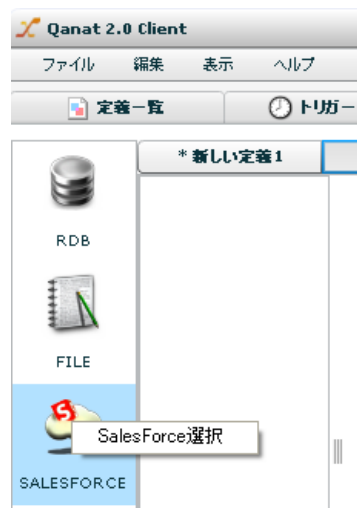 Qanat 2.0 Client
ファイル 編集 表示 ヘルプ
定義一覧 トリガー
* 新しい定義1
RDB
FILE
SalesForce選択
SALESFORCE